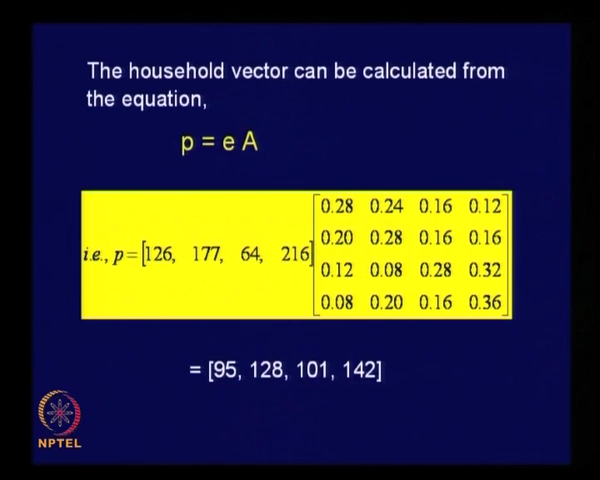 The household vector can be calculated from
the equation,
p = e A
i.e., p = [126, 177, 64, 216] [0.28 0.24 0.16 0.12
0.20 0.28 0.16 0.16
0.12 0.08 0.28 0.32
0.08 0.20 0.16 0.36]
= [95, 128, 101, 142]
NPTEL